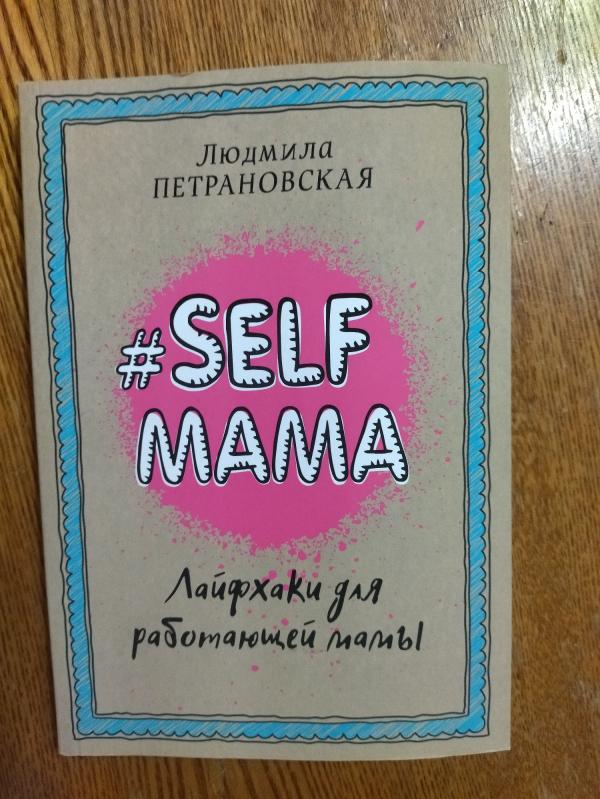 Людмила
ПЕТРАНОВСКАЯ
#SELF
MAMA
Лайфхаки для
работающей мамы